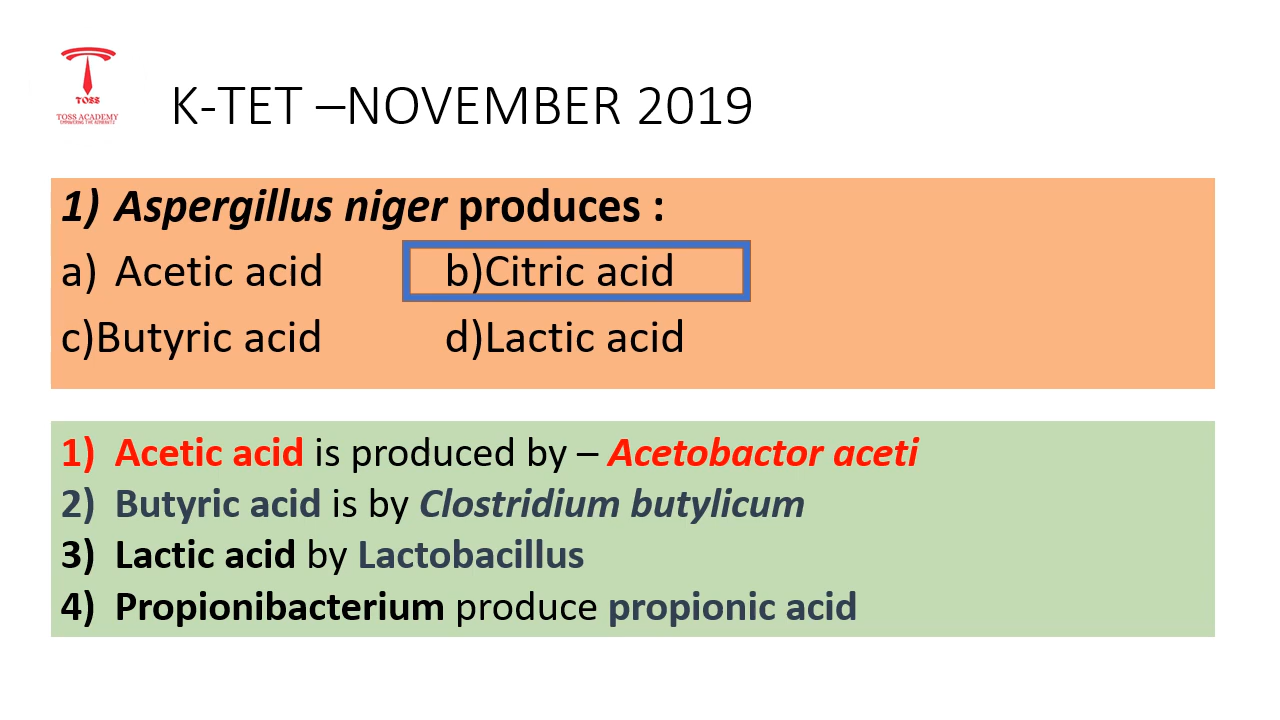 TOSS
TOSS ACADEMY
K-TET –NOVEMBER 2019
1) Aspergillus niger produces :
a) Acetic acid b)Citric acid
c)Butyric acid d)Lactic acid
1) Acetic acid is produced by – Acetobactor aceti
2) Butyric acid is by Clostridium butylicum
3) Lactic acid by Lactobacillus
4) Propionibacterium produce propionic acid